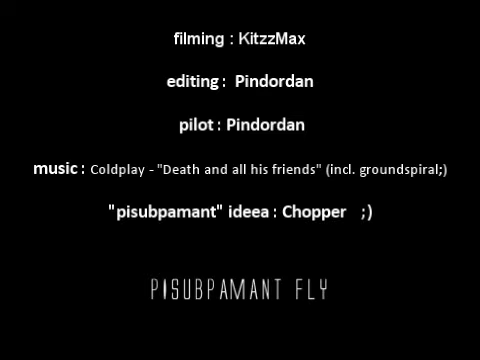 filming : KitzzMax
editing : Pindordan
pilot : Pindordan
music : Coldplay - "Death and all his friends" (incl. groundspiral;)
"pisubpamant" ideea : Chopper ;)
PISUBPAMANT FLY